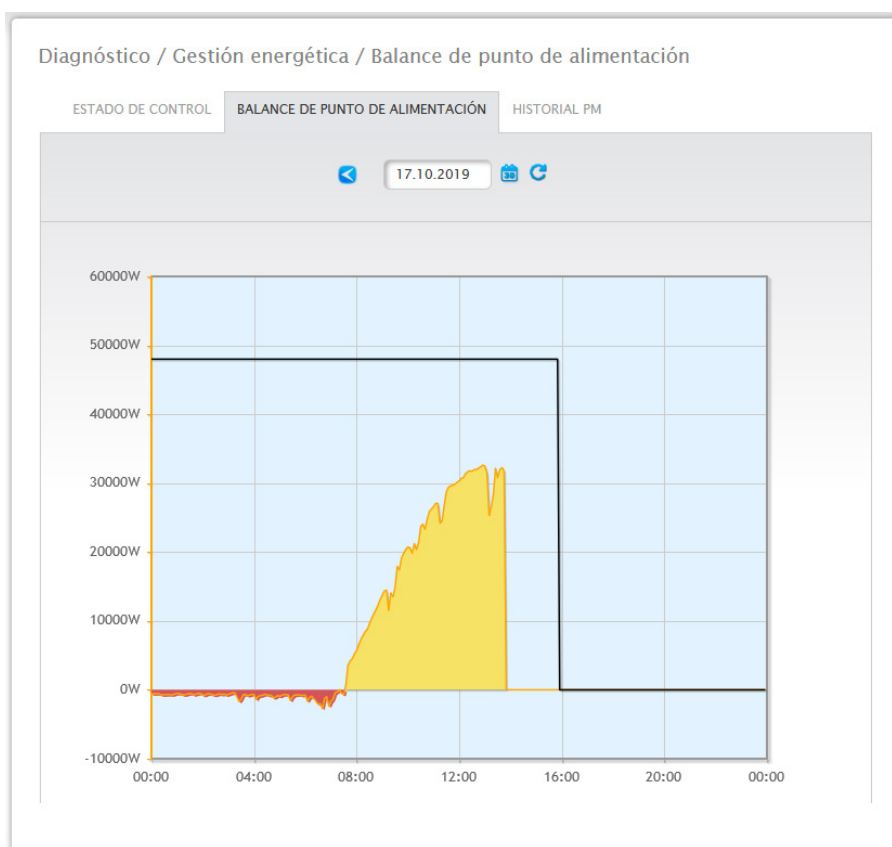 Diagnóstico / Gestión energética / Balance de punto de alimentación
ESTADO DE CONTROL BALANCE DE PUNTO DE ALIMENTACIÓN HISTORIAL PM
17.10.2019 30
60000W
50000W
40000W
30000W
20000W
10000W
0W
-10000W
00:00 04:00 08:00 12:00 16:00 20:00 00:00